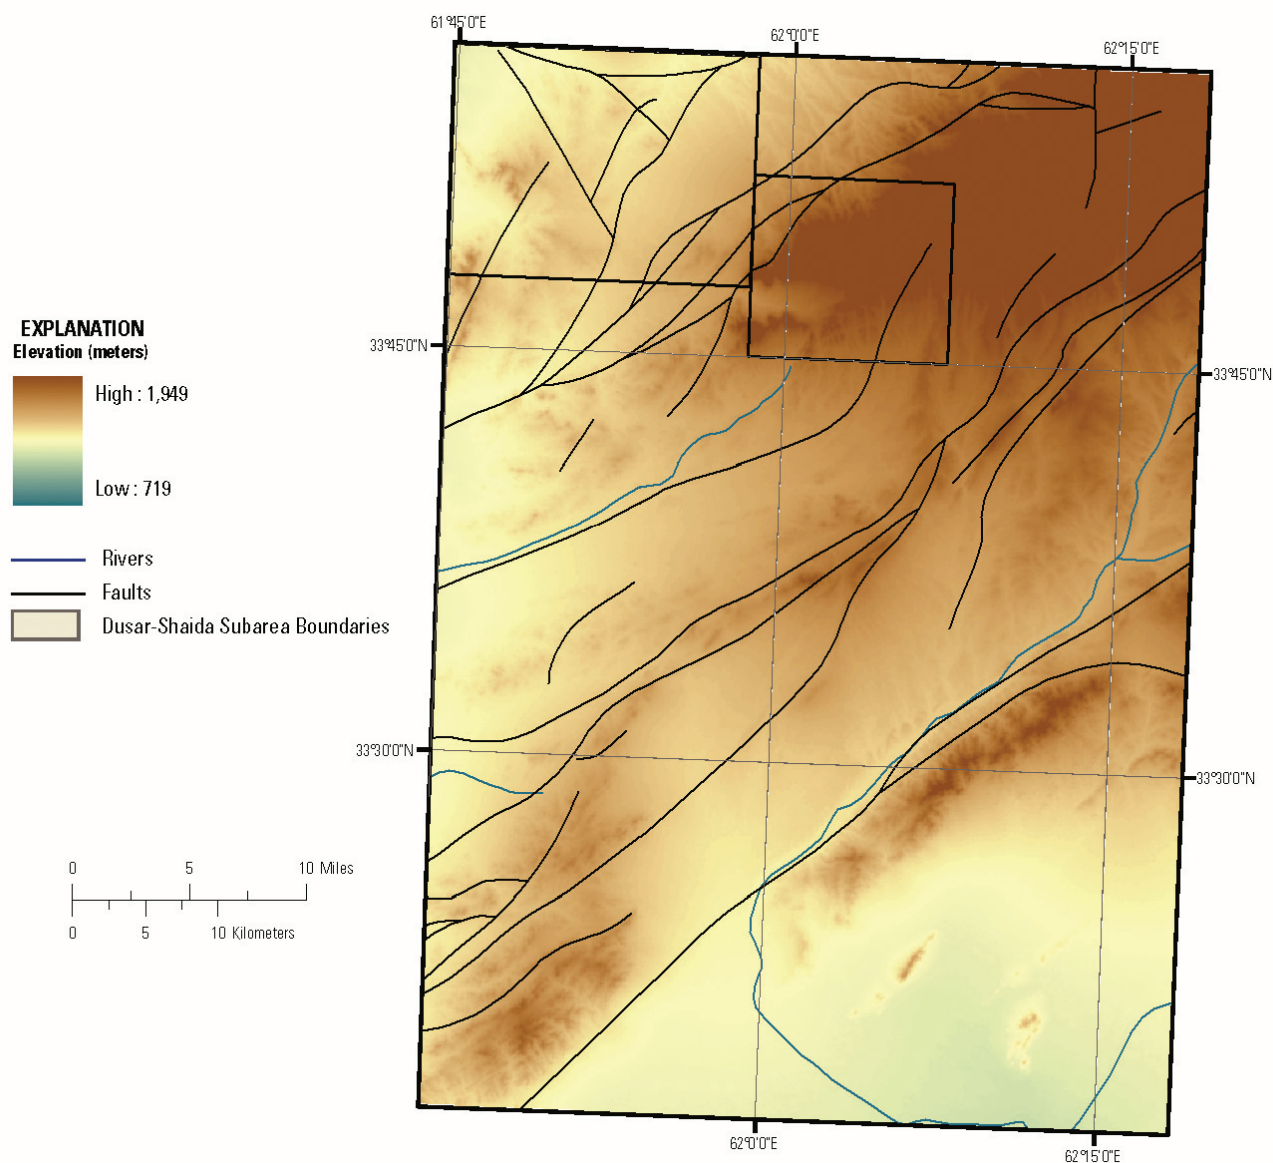 61°45'0"E
62°0'0"E
62°15'0"E
33°45'0"N
33°45'0"N
EXPLANATION
Elevation (meters)
High : 1,949
Low : 719
Rivers
Faults
Dusar-Shaida Subarea Boundaries
33°30'0"N
33°30'0"N
0 5 10 Miles
0 5 10 Kilometers
62°0'0"E
62°15'0"E